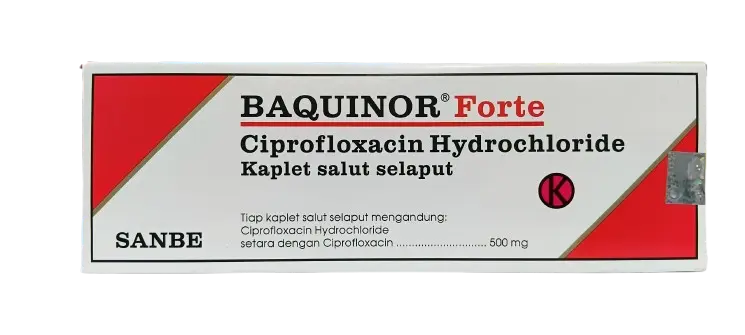 BAQUINOR® Forte
Ciprofloxacin Hydrochloride
Kaplet salut selaput
K
Tiap kaplet salut selaput mengandung:
Ciprofloxacin Hydrochloride
setara dengan Ciprofloxacin ............................ 500 mg
SANBE